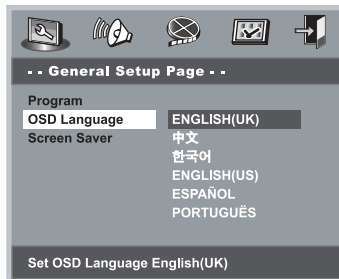 - - General Setup Page - -
Program
OSD Language
Screen Saver
ENGLISH(UK)
中文
한국어
ENGLISH(US)
ESPAÑOL
PORTUGUËS
Set OSD Language English(UK)